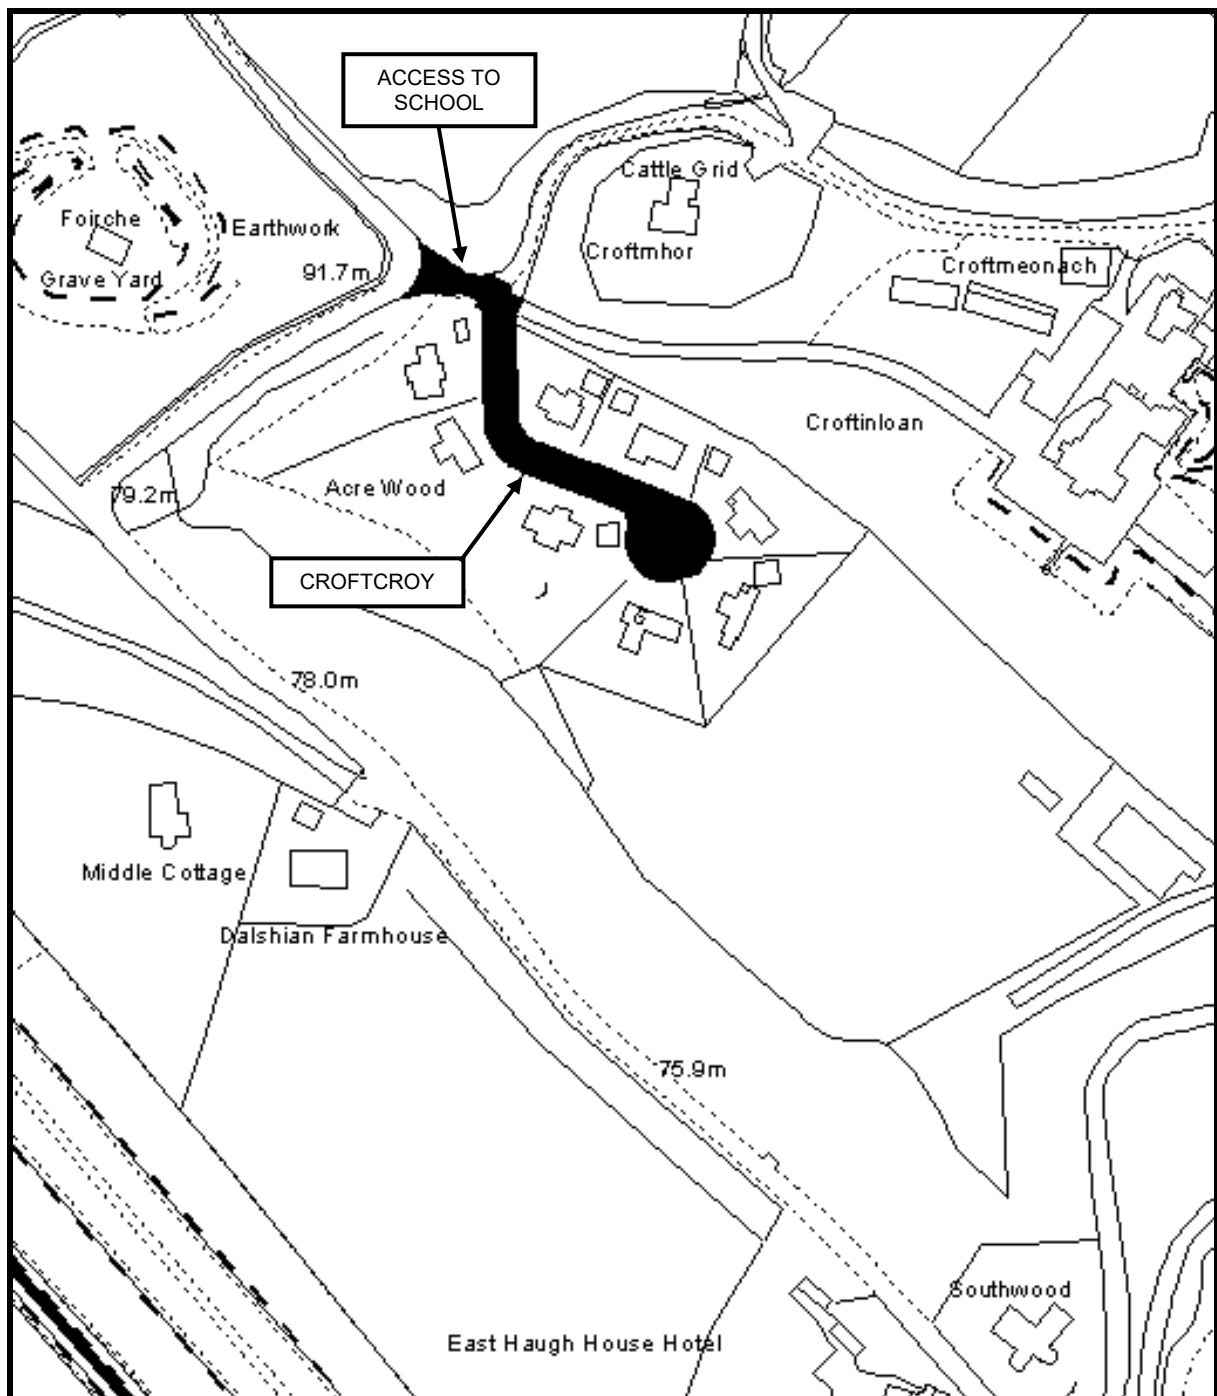 ACCESS TO
SCHOOL
Cattle Grid
Foirche
Earthwork
Croftmhor
Grave Yard
91.7m
Croftmeonach
Croftinloan
79.2m
Acre Wood
CROFTCROY
78.0m
Middle Cottage
Dalshian Farmhouse
75.9m
Southwood
East Haugh House Hotel